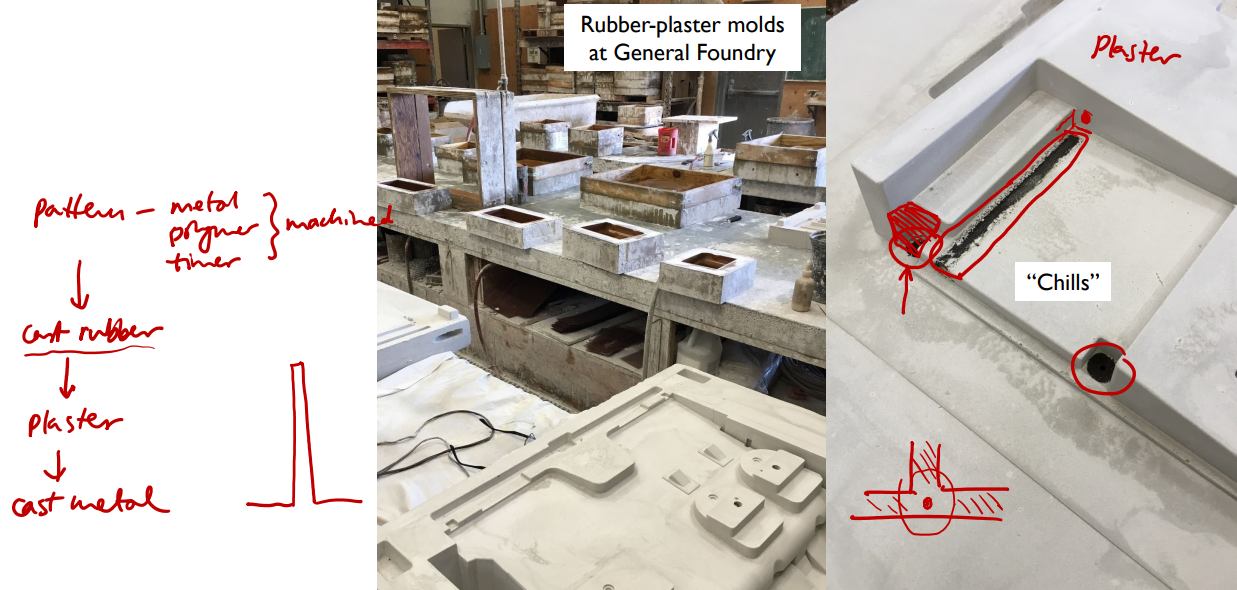 pattern – metal
polymer
timer
machined
cast rubber
plaster
cast metal
Rubber-plaster molds
at General Foundry
Plaster
“Chills”